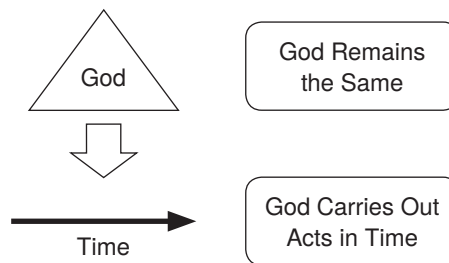 God
God Remains
the Same
Time
God Carries Out
Acts in Time